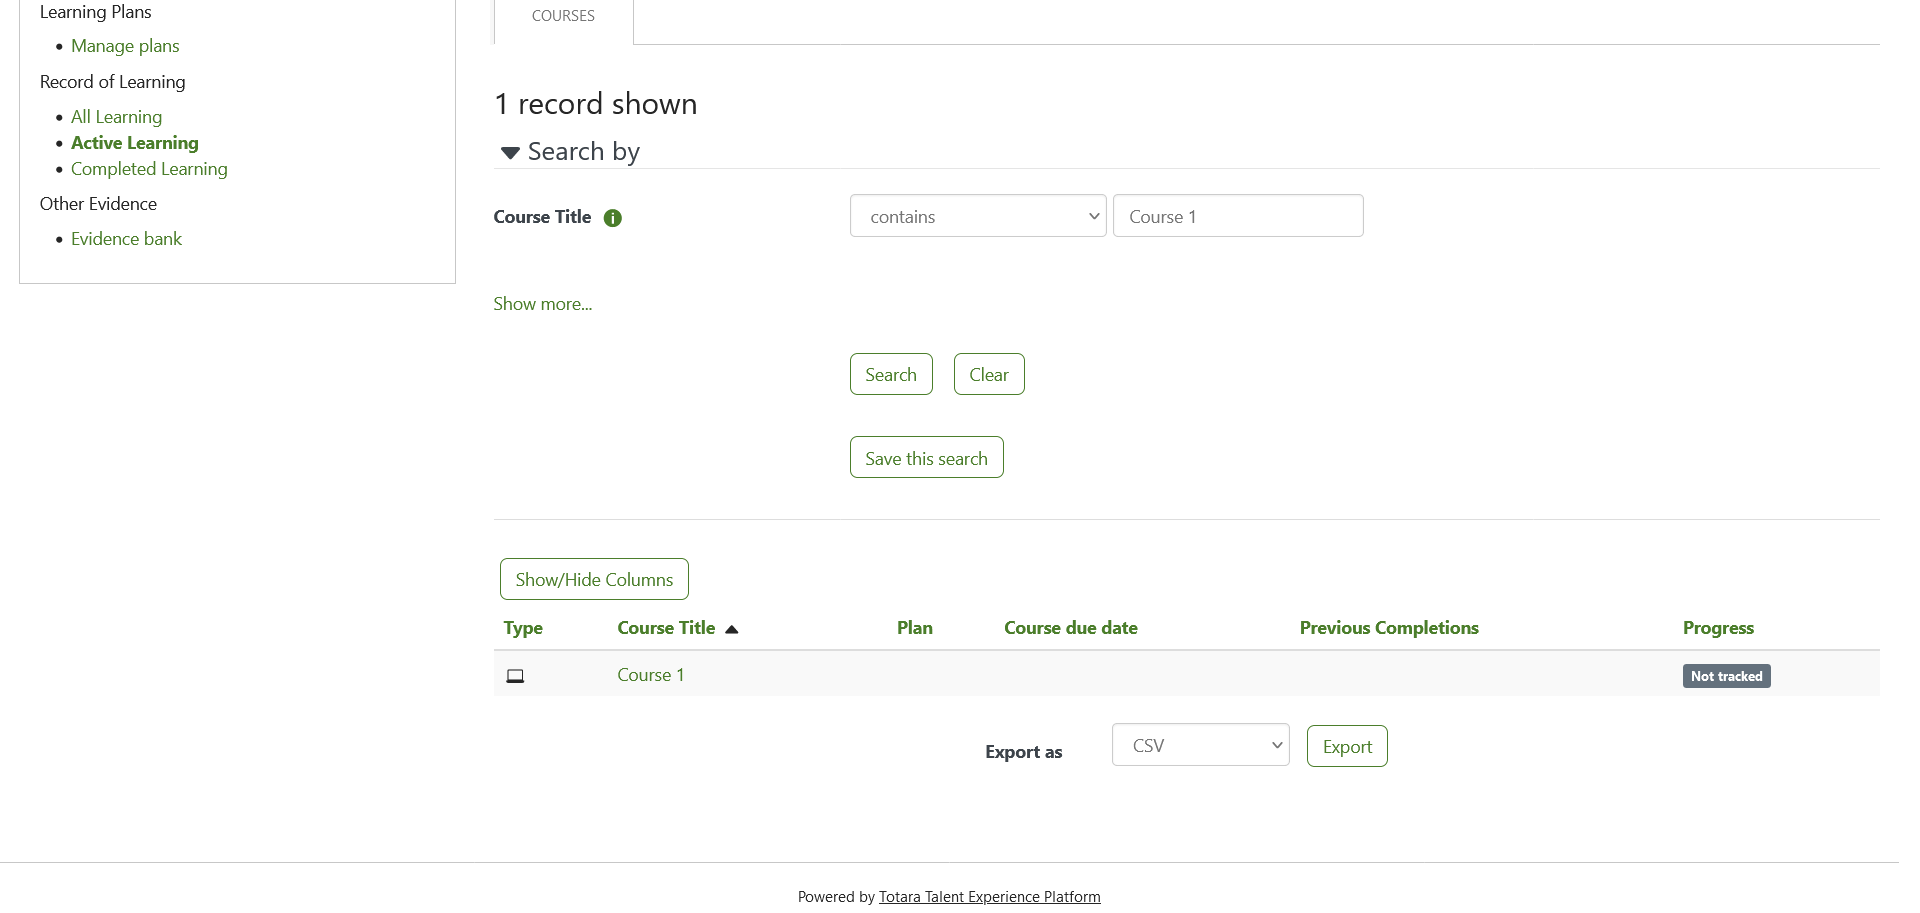 Learning Plans
Manage plans
Record of Learning
All Learning
Active Learning
Completed Learning
Other Evidence
Evidence bank
COURSES
1 record shown
Search by
Course Title contains Course 1
Show more...
Search Clear
Save this search
Show/Hide Columns
Type Course Title Plan Course due date Previous Completions Progress
Course 1 Not tracked
Export as CSV Export
Powered by Totara Talent Experience Platform